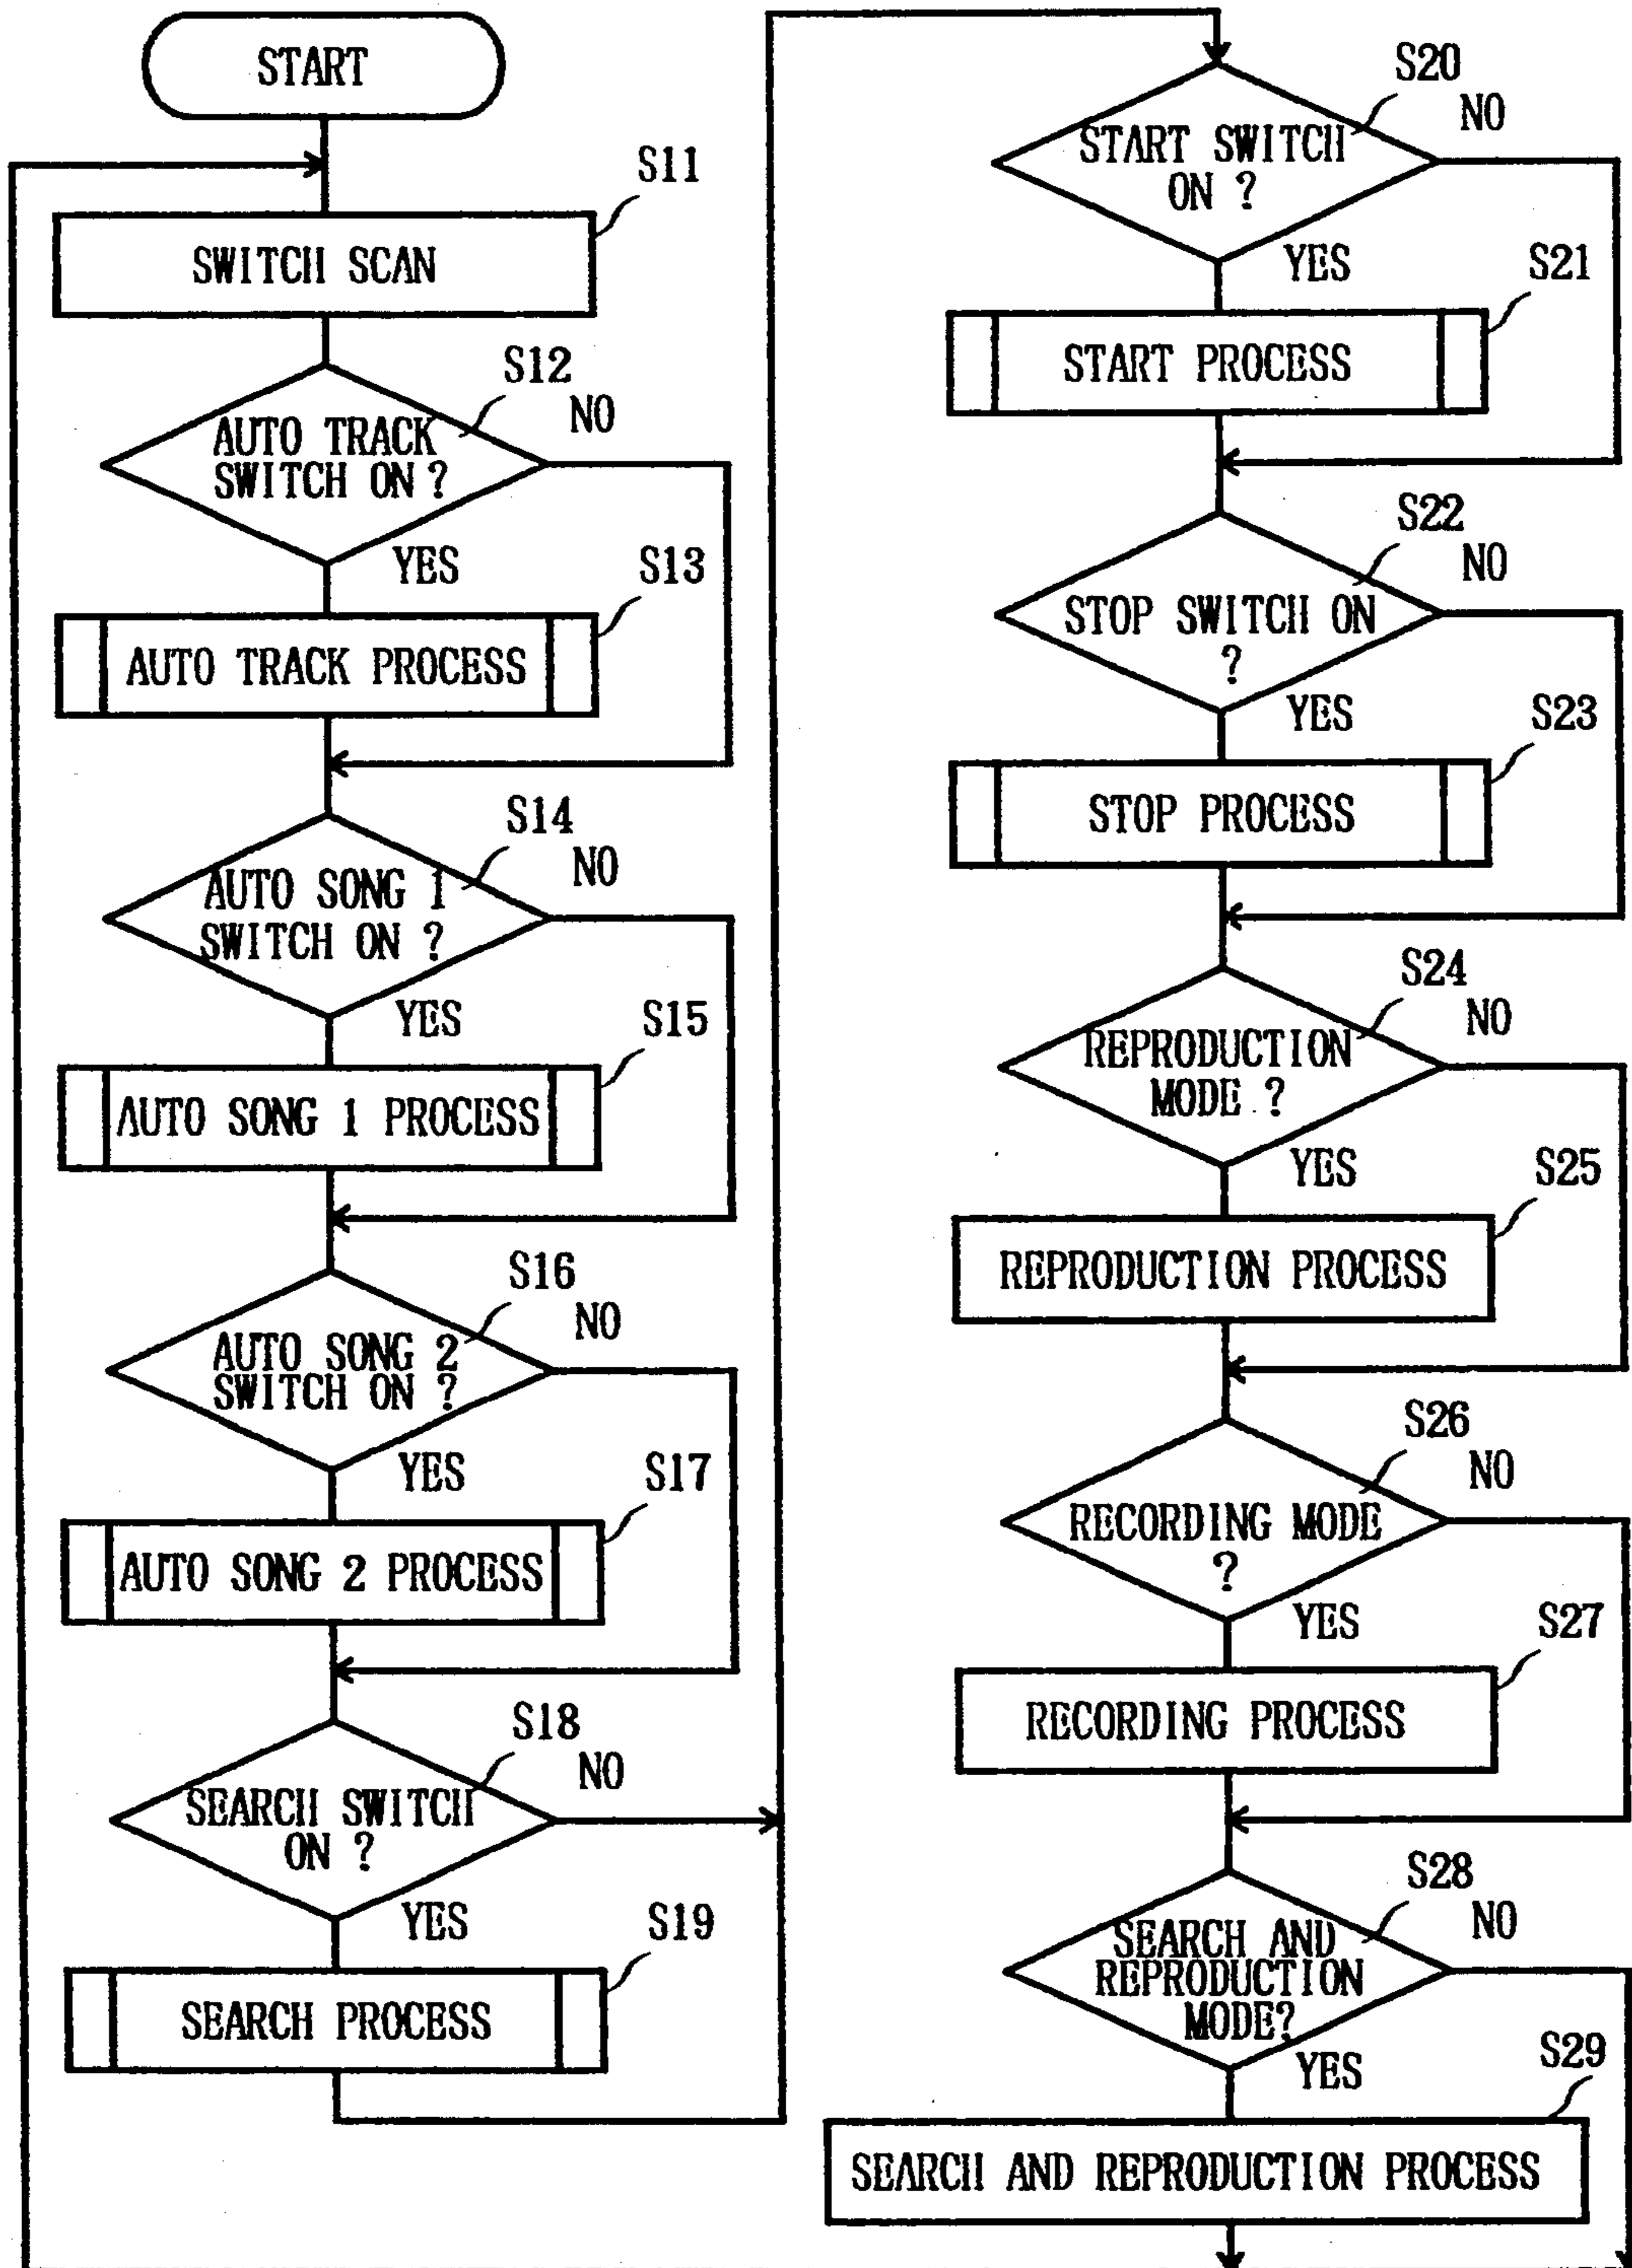 START
S11
SWITCH SCAN
S12
NO
AUTO TRACK
SWITCH ON ?
YES
S13
AUTO TRACK PROCESS
S14
NO
AUTO SONG 1
SWITCH ON ?
YES
S15
AUTO SONG 1 PROCESS
S16
NO
AUTO SONG 2
SWITCH ON ?
YES
S17
AUTO SONG 2 PROCESS
S18
NO
SEARCH SWITCH
ON ?
YES
S19
SEARCH PROCESS
S20
NO
START SWITCH
ON ?
YES
S21
START PROCESS
S22
NO
STOP SWITCH ON
?
YES
S23
STOP PROCESS
S24
NO
REPRODUCTION
MODE ?
YES
S25
REPRODUCTION PROCESS
S26
NO
RECORDING MODE
?
YES
S27
RECORDING PROCESS
S28
NO
SEARCH AND
REPRODUCTION
MODE?
YES
S29
SEARCH AND REPRODUCTION PROCESS